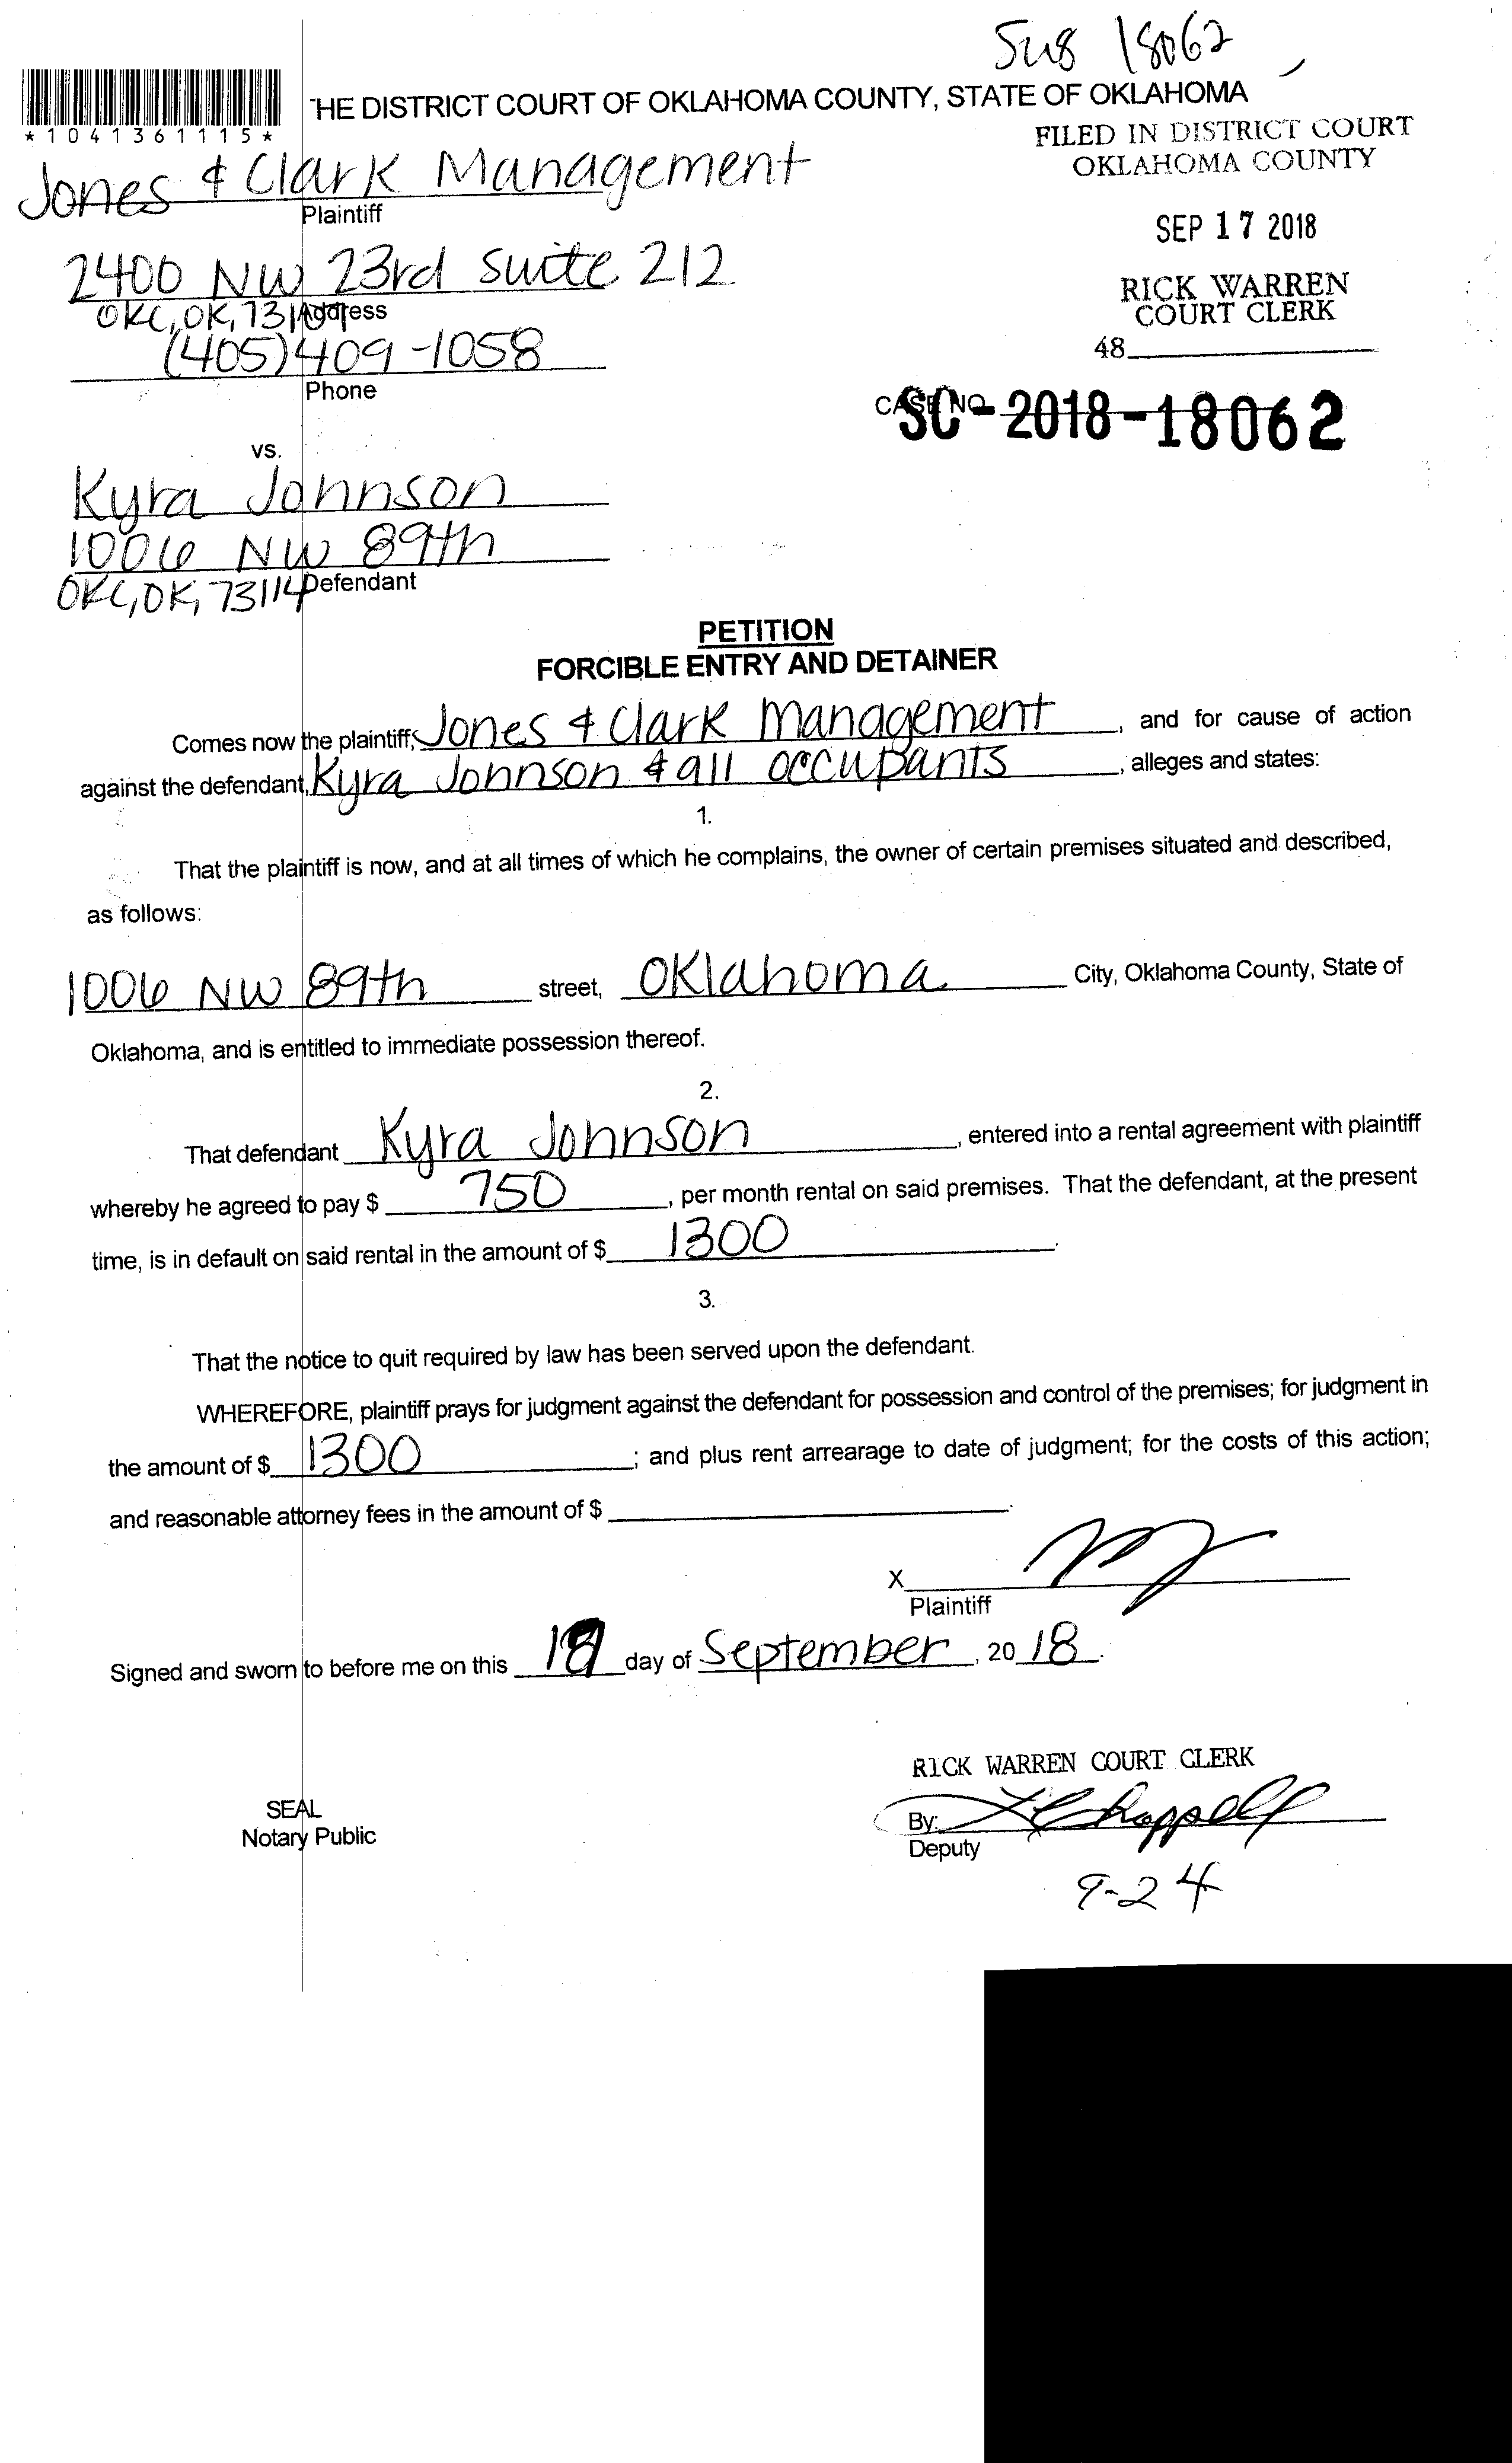 18062
THE DISTRICT COURT OF OKLAHOMA COUNTY, STATE OF OKLAHOMA
*1041361115*
FILED IN DISTRICT COURT
OKLAHOMA COUNTY
Jones & Clark Management
Plaintiff
SEP 17 2018
2400 NW 23rd suite 212
RICK WARREN
COURT CLERK
OKC, OK,
Address
(405)409-1058
48
Phone
CASE NO.
SC-2018-18062
vs.
Kyra Johnson
1006 NW 89th
OKC, OK, 73114
Defendant
PETITION
FORCIBLE ENTRY AND DETAINER
Comes now the plaintiff, Jones & Clark Management, and for cause of action
against the defendant, Kyra Johnson & all occupants, alleges and states:
1.
That the plaintiff is now, and at all times of which he complains, the owner of certain premises situated and described,
as follows:
1006 NW 89th street, Oklahoma City, Oklahoma County, State of
Oklahoma, and is entitled to immediate possession thereof.
2.
That defendant Kyra Johnson, entered into a rental agreement with plaintiff
whereby he agreed to pay $ 750, per month rental on said premises. That the defendant, at the present
time, is in default on said rental in the amount of $ 1300.
3.
That the notice to quit required by law has been served upon the defendant.
WHEREFORE, plaintiff prays for judgment against the defendant for possession and control of the premises; for judgment in
the amount of $ 1300; and plus rent arrearage to date of judgment; for the costs of this action;
and reasonable attorney fees in the amount of $ .
X
Plaintiff
Signed and sworn to before me on this day of September, 20 18.
RICK WARREN COURT CLERK
SEAL
Notary Public
By:
Deputy
9-24